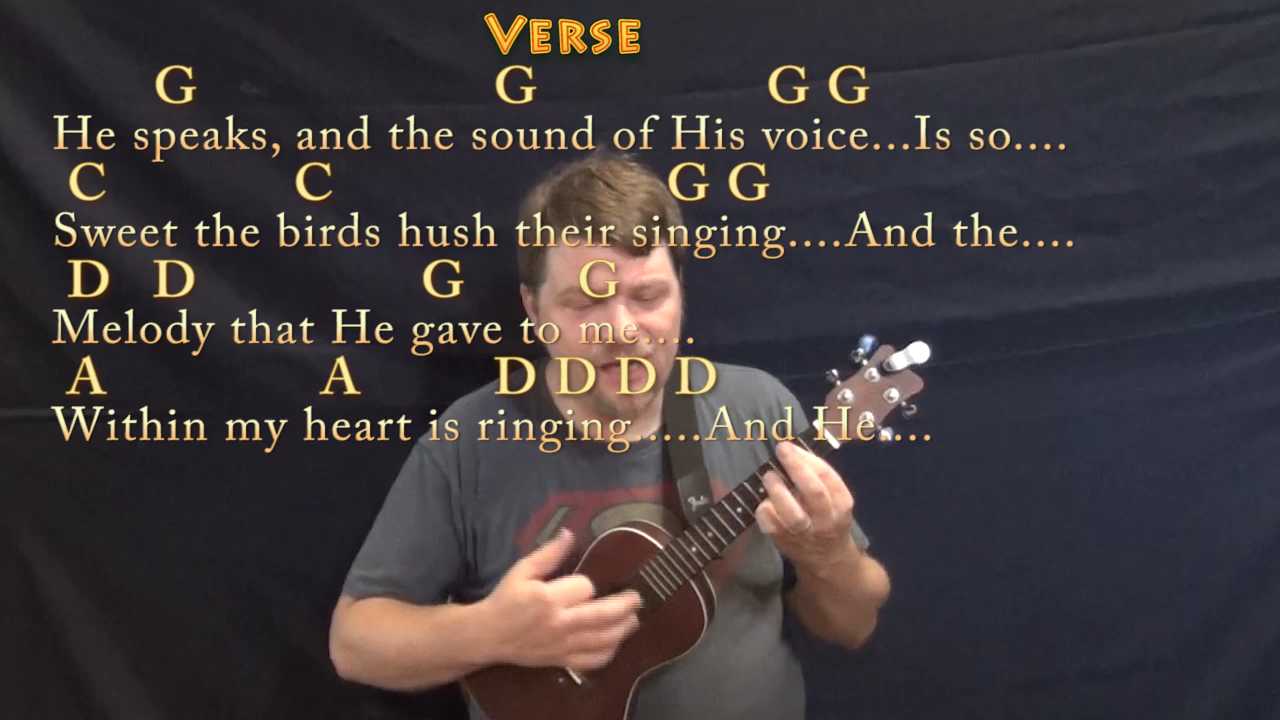 VERSE
G G G G
He speaks, and the sound of His voice...Is so....
C C G G
Sweet the birds hush their singing....And the....
D D G G
Melody that He gave to me....
A A D D D D
Within my heart is ringing.....And He....